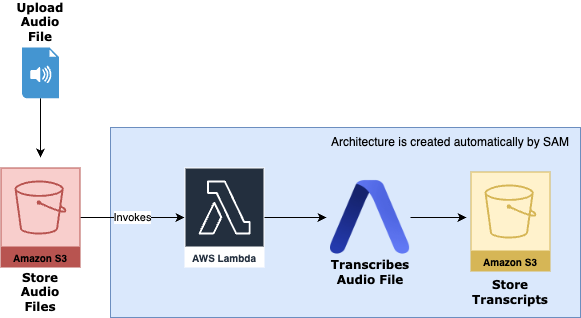 Upload
Audio
File
Architecture is created automatically by SAM
Invokes
Amazon S3
AWS Lambda
Amazon S3
Store
Audio
Files
Transcribes
Audio File
Store
Transcripts